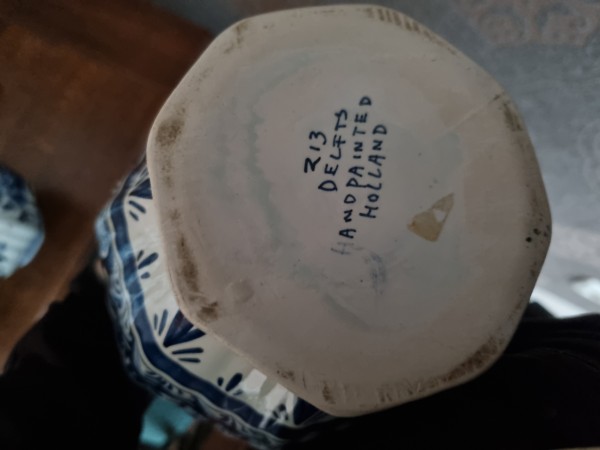 213
DELFTS
HANDPAINTED
HOLLAND